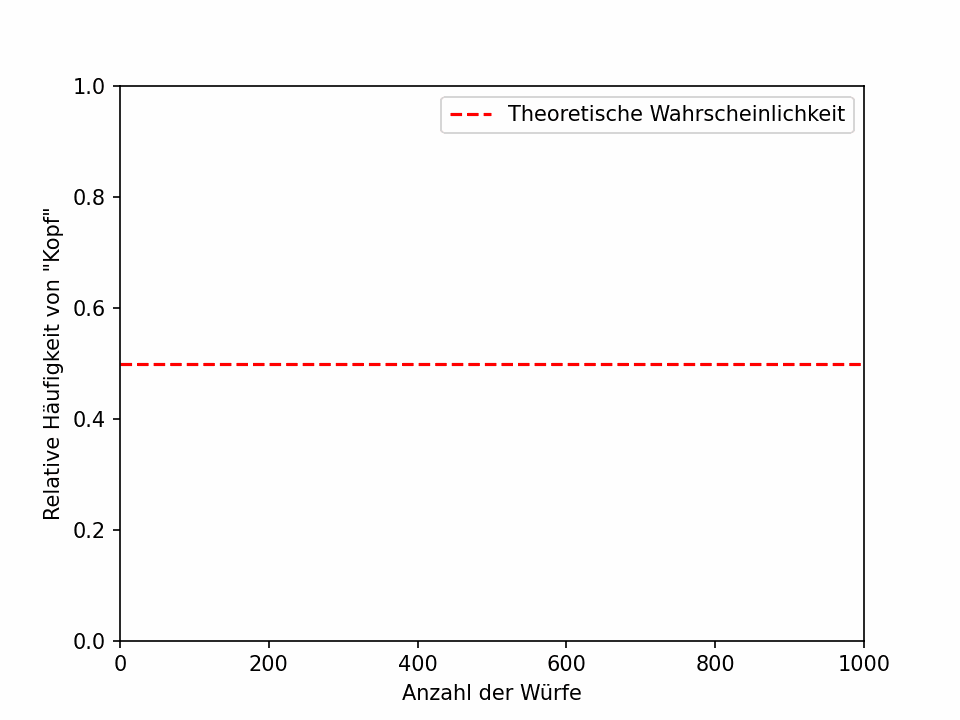 Theoretische Wahrscheinlichkeit
1.0
0.8
0.6
0.4
0.2
0.0
Relative Häufigkeit von "Kopf"
0 200 400 600 800 1000
Anzahl der Würfe